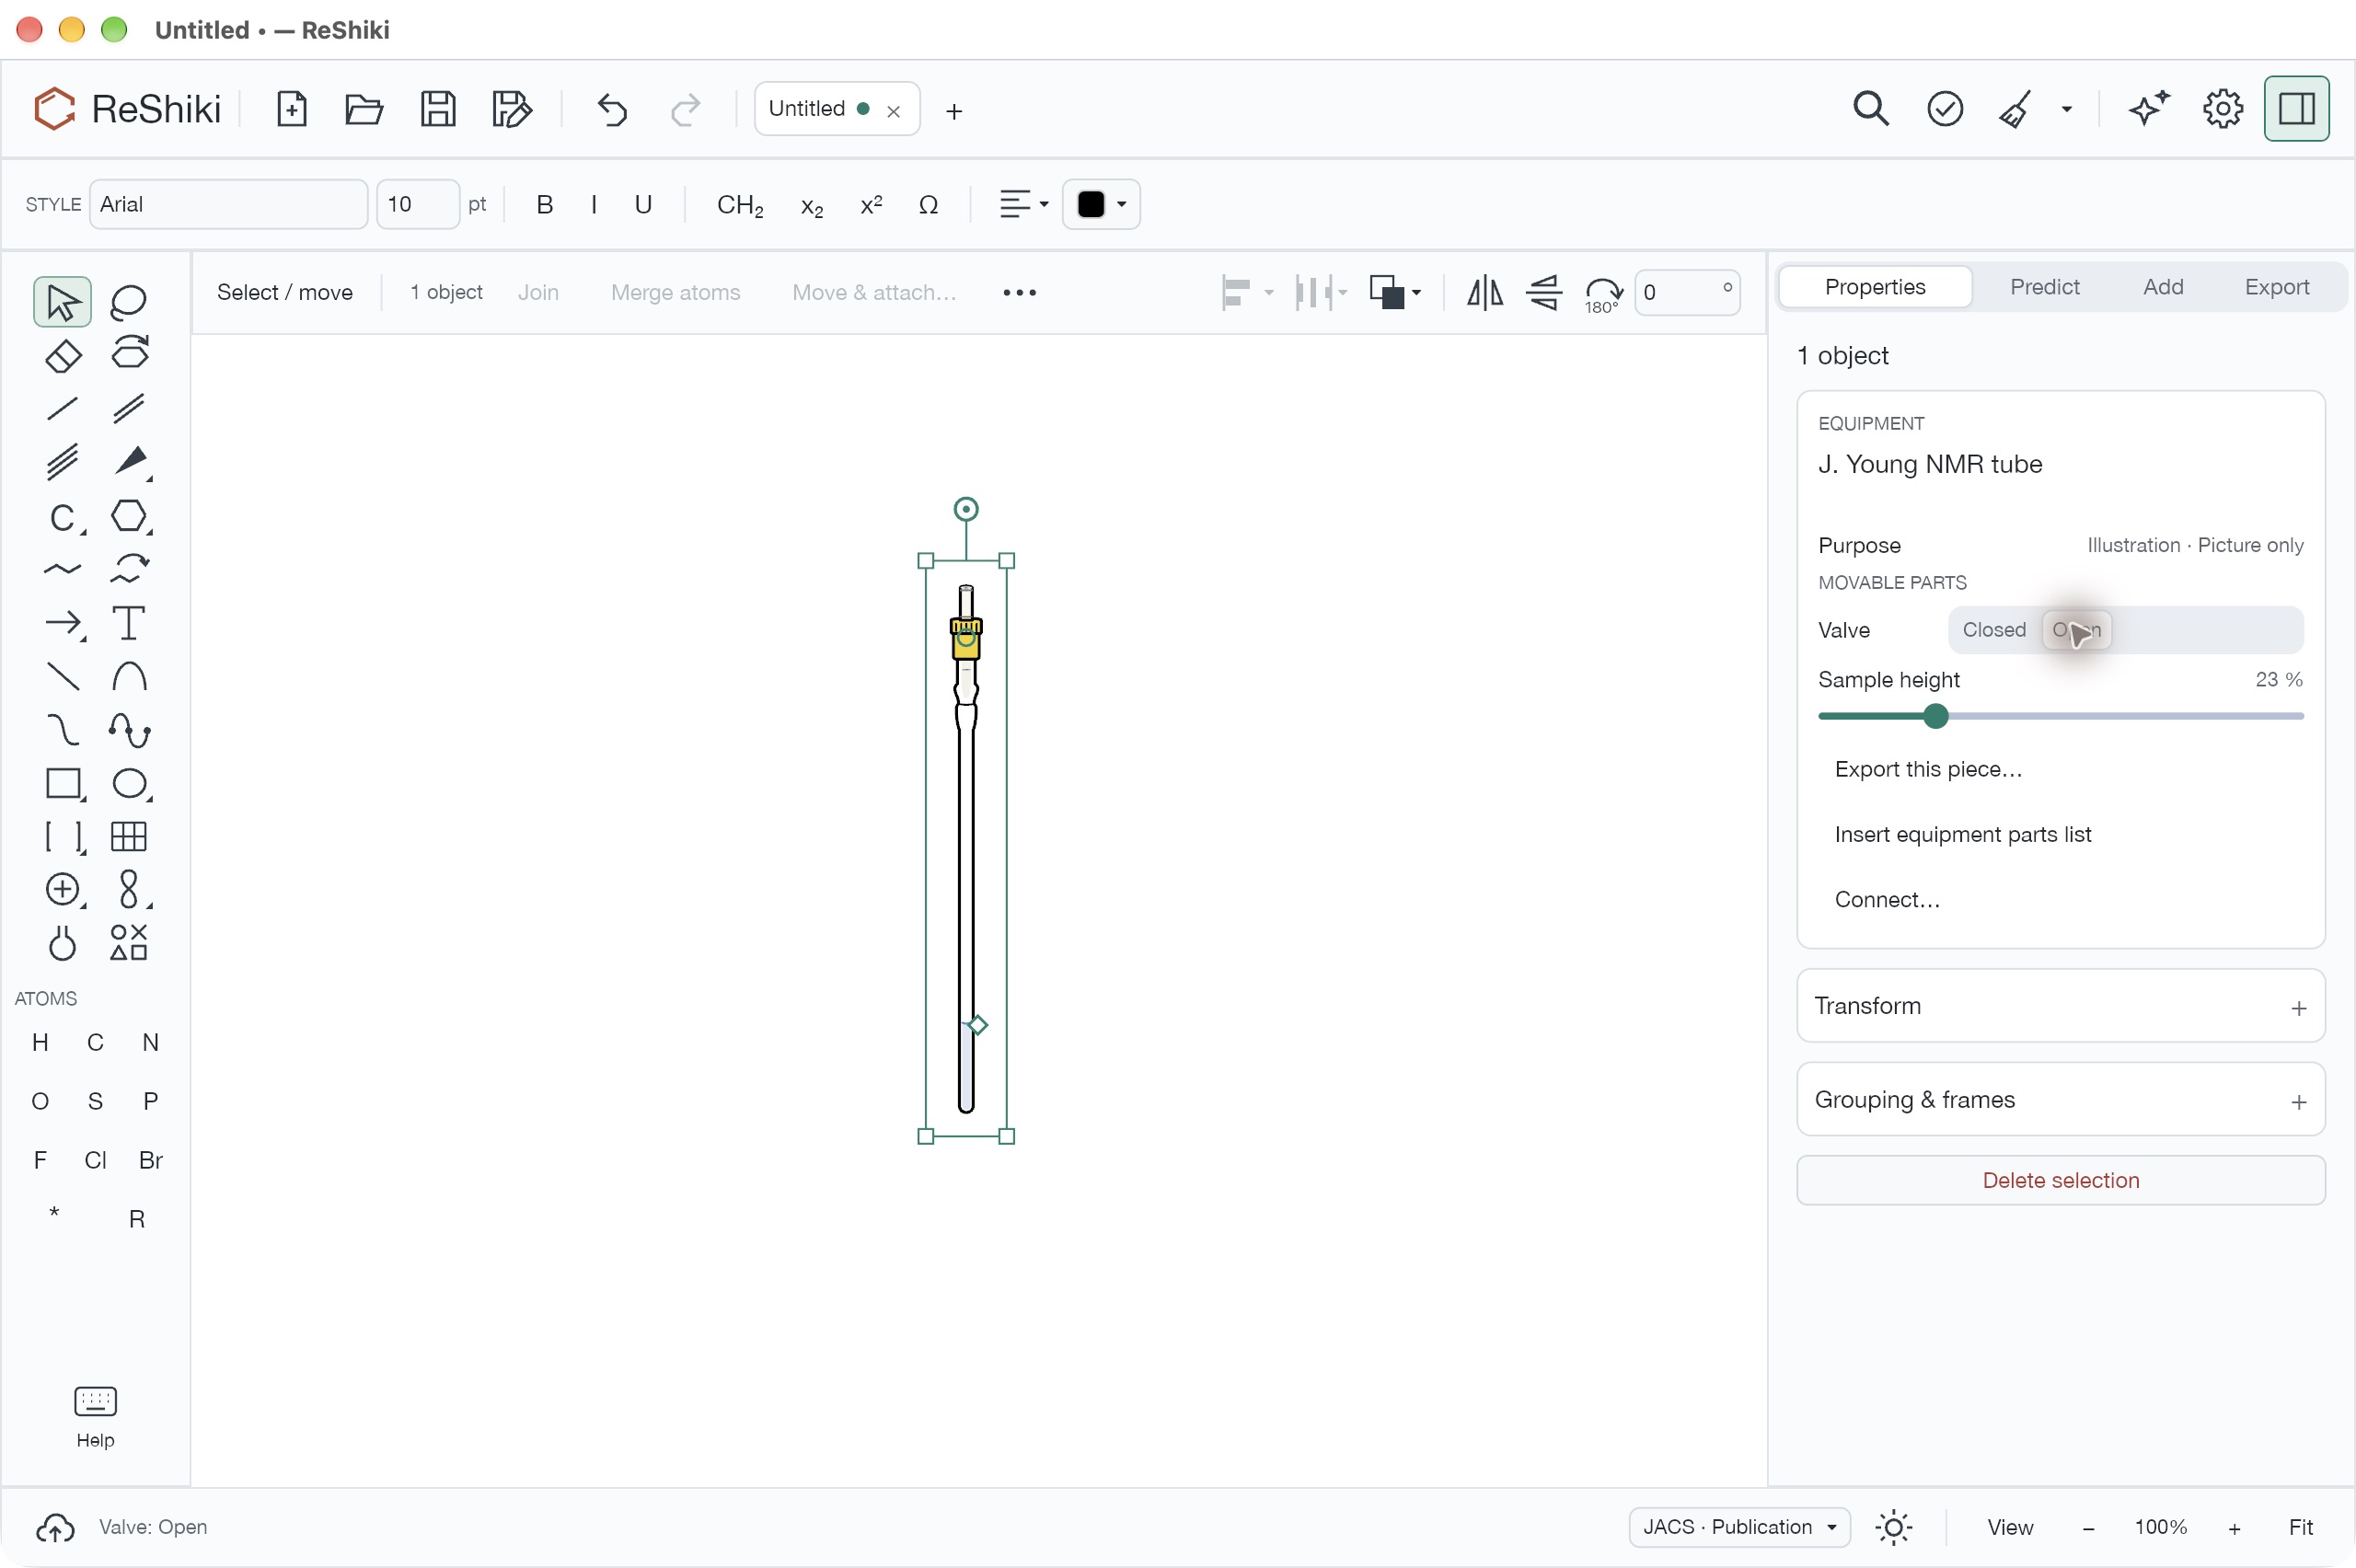 Untitled • — ReShiki
ReShiki
Untitled
STYLE Arial 10 pt B I U CH₂ x₂ x² Ω
Select / move 1 object Join Merge atoms Move & attach… ••• 180° 0 °
Properties Predict Add Export
1 object
EQUIPMENT
J. Young NMR tube
Purpose Illustration · Picture only
MOVABLE PARTS
Valve Closed Open
Sample height 23 %
Export this piece…
Insert equipment parts list
Connect…
Transform +
Grouping & frames +
Delete selection
C
T
ATOMS
H C N
O S P
F Cl Br
* R
Help
Valve: Open
JACS · Publication View – 100% + Fit